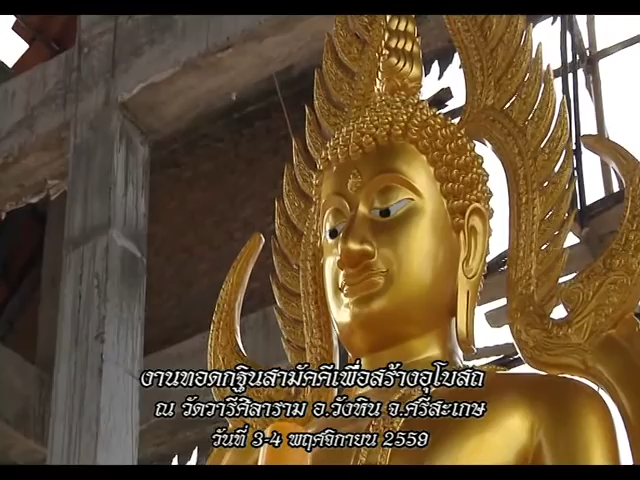 งานทอดกฐินสามัคคีเพื่อสร้างอุโบสถ
ณ วัดวารีศิลาราม อ.วังหิน จ.ศรีสะเกษ
วันที่ 3-4 พฤศจิกายน 2559